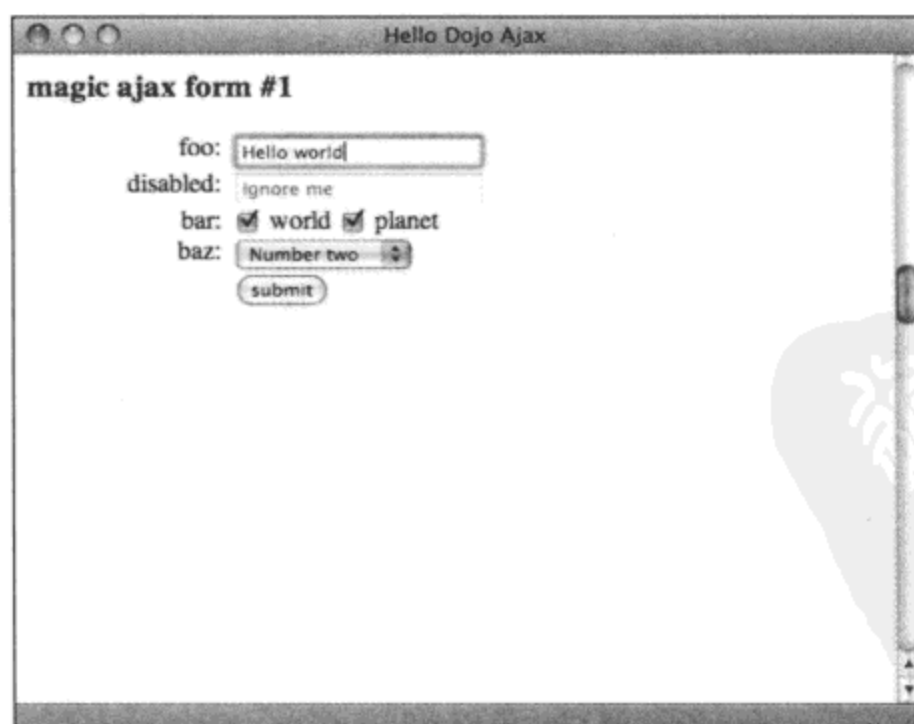 Hello Dojo Ajax
magic ajax form #1
foo: Hello world
disabled: Ignore me
bar: world planet
baz: Number two
submit